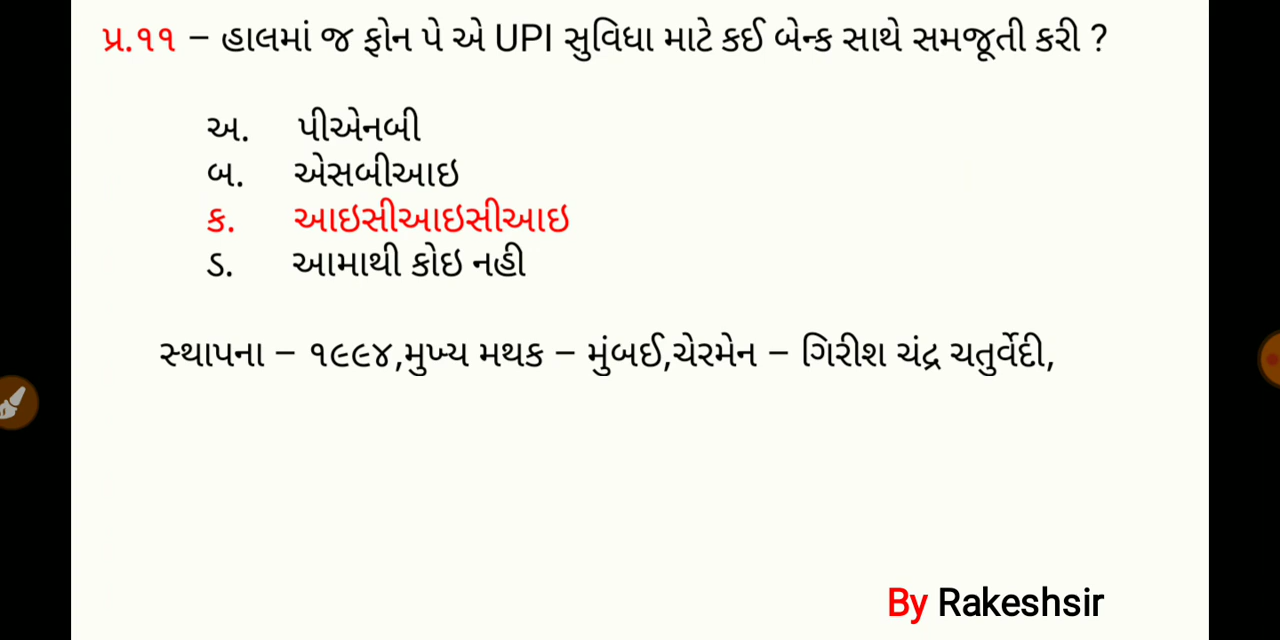 પ્ર.૧૧ – હાલમાં જ ફોન પે એ UPI સુવિધા માટે કઈ બેન્ક સાથે સમજૂતી કરી ?
અ. પીએનબી
બ. એસબીઆઇ
ક. આઇસીઆઇસીઆઇ
ડ. આમાથી કોઇ નહી
સ્થાપના – ૧૯૯૪,મુખ્ય મથક – મુંબઈ,ચેરમેન – ગિરીશ ચંદ્ર ચતુર્વેદી,
By Rakeshsir